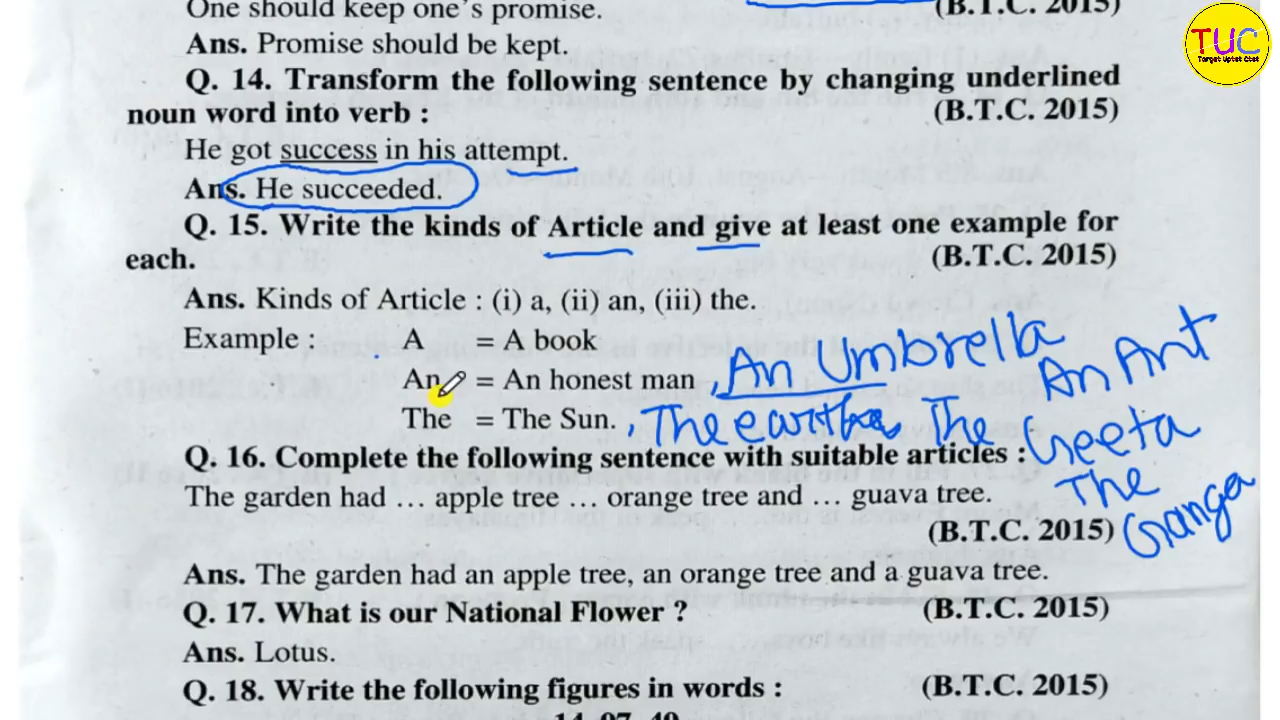 One should keep one's promise. (B.T.C. 2015)
Ans. Promise should be kept.
TUC
Target Uptet Ctet
Q. 14. Transform the following sentence by changing underlined
noun word into verb : (B.T.C. 2015)
He got success in his attempt.
Ans. He succeeded.
Q. 15. Write the kinds of Article and give at least one example for
each. (B.T.C. 2015)
Ans. Kinds of Article : (i) a, (ii) an, (iii) the.
Example : A = A book
An Umbrella
An Ant
An = An honest man
The = The Sun.
The earth The Geeta
The
Ganga
Q. 16. Complete the following sentence with suitable articles :
The garden had ... apple tree ... orange tree and ... guava tree.
(B.T.C. 2015)
Ans. The garden had an apple tree, an orange tree and a guava tree.
Q. 17. What is our National Flower ? (B.T.C. 2015)
Ans. Lotus.
Q. 18. Write the following figures in words : (B.T.C. 2015)
14, 97, 49